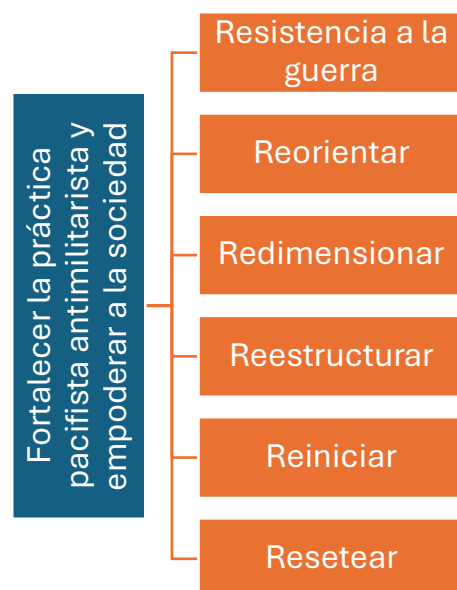 Fortalecer la práctica
pacifista antimilitarista y
empoderar a la sociedad
Resistencia a la
guerra
Reorientar
Redimensionar
Reestructurar
Reiniciar
Resetear